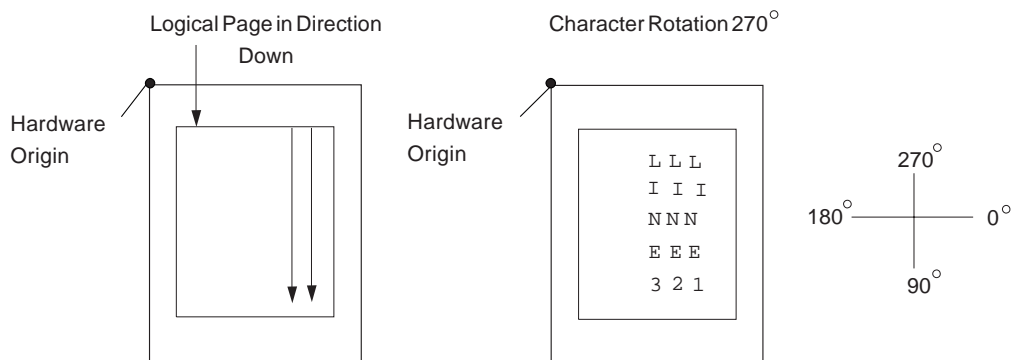 Logical Page in Direction
Down
Hardware
Origin
Character Rotation 270°
Hardware
Origin
L L L
I I I
N N N
E E E
3 2 1
270°
180°
0°
90°